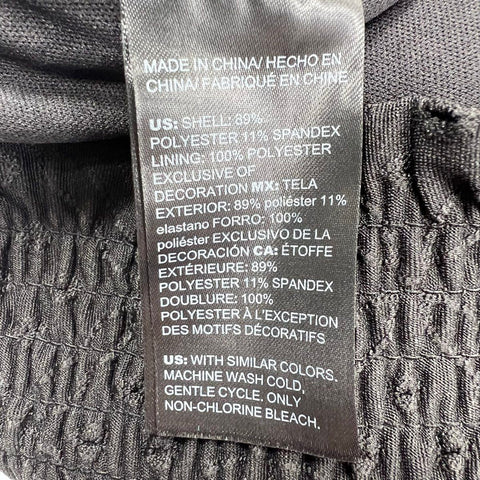 MADE IN CHINA/ HECHO EN
CHINA/ FABRIQUÉ EN CHINE
US: SHELL: 89%
POLYESTER 11% SPANDEX
LINING: 100% POLYESTER
EXCLUSIVE OF
DECORATION MX: TELA
EXTERIOR: 89% poliéster 11%
elastano FORRO: 100%
poliéster EXCLUSIVO DE LA
DECORACIÓN CA: ÉTOFFE
EXTÉRIEURE: 89%
POLYESTER 11% SPANDEX
DOUBLURE: 100%
POLYESTER À L'EXCEPTION
DES MOTIFS DÉCORATIFS
US: WITH SIMILAR COLORS.
MACHINE WASH COLD,
GENTLE CYCLE, ONLY
NON-CHLORINE BLEACH.